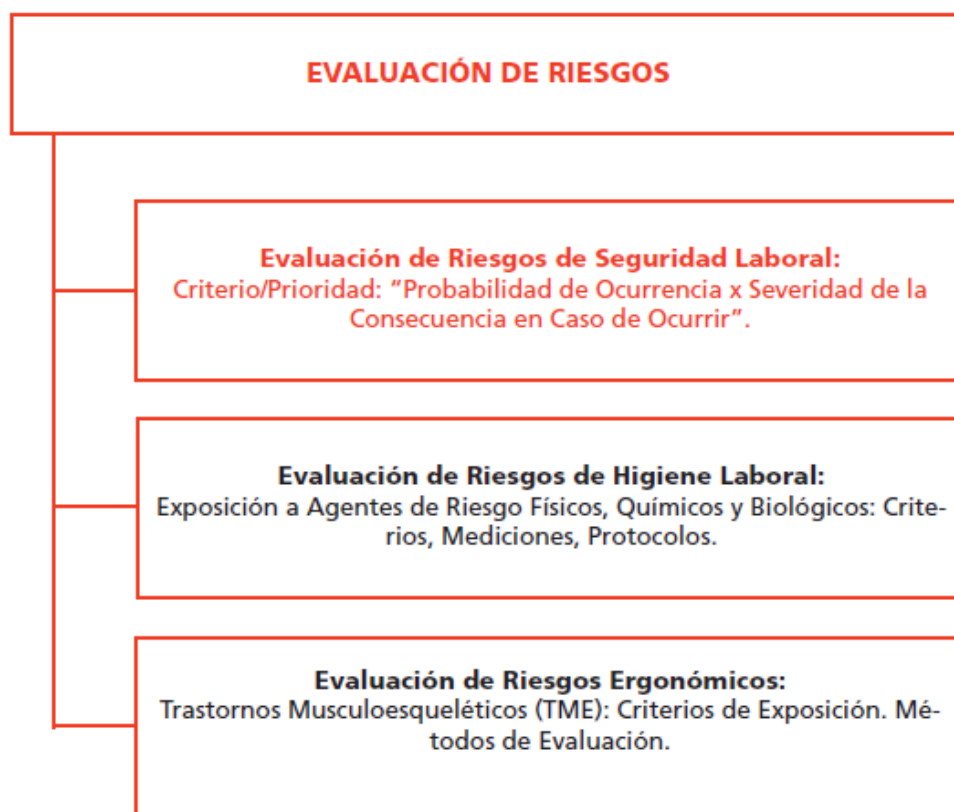 EVALUACIÓN DE RIESGOS
Evaluación de Riesgos de Seguridad Laboral:
Criterio/Prioridad: “Probabilidad de Ocurrencia x Severidad de la
Consecuencia en Caso de Ocurrir”.
Evaluación de Riesgos de Higiene Laboral:
Exposición a Agentes de Riesgo Físicos, Químicos y Biológicos: Crite-
rios, Mediciones, Protocolos.
Evaluación de Riesgos Ergonómicos:
Trastornos Musculoesqueléticos (TME): Criterios de Exposición. Mé-
todos de Evaluación.